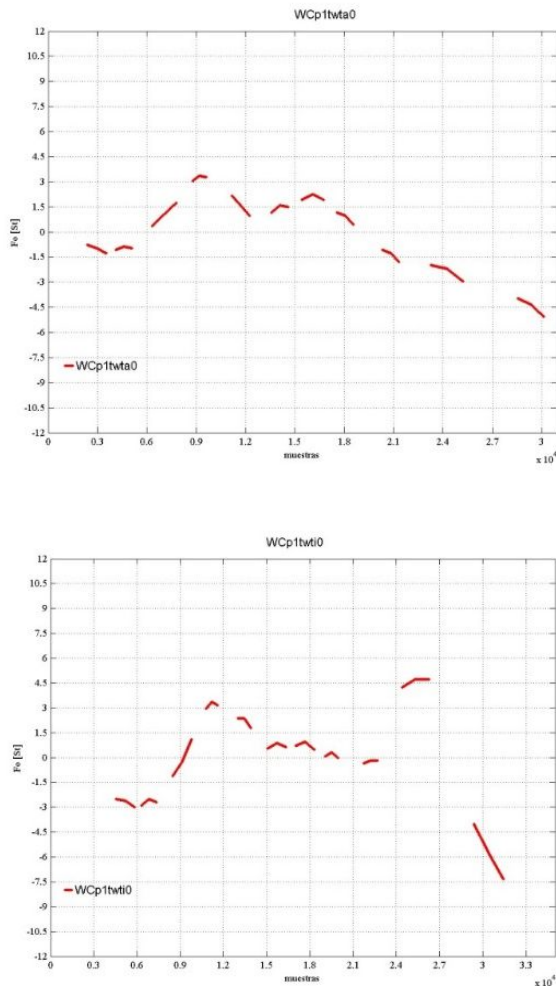 WCp1twta0
12
10.5
9
7.5
6
4.5
3
1.5
0
-1.5
-3
-4.5
-6
-7.5
-9
-10.5
-12
Fo [St]
WCp1twta0
0 0.3 0.6 0.9 1.2 1.5 1.8 2.1 2.4 2.7 3
muestras
x 10⁴
WCp1twti0
12
10.5
9
7.5
6
4.5
3
1.5
0
-1.5
-3
-4.5
-6
-7.5
-9
-10.5
-12
Fo [St]
WCp1twti0
0 0.3 0.6 0.9 1.2 1.5 1.8 2.1 2.4 2.7 3 3.3
muestras
x 10⁴